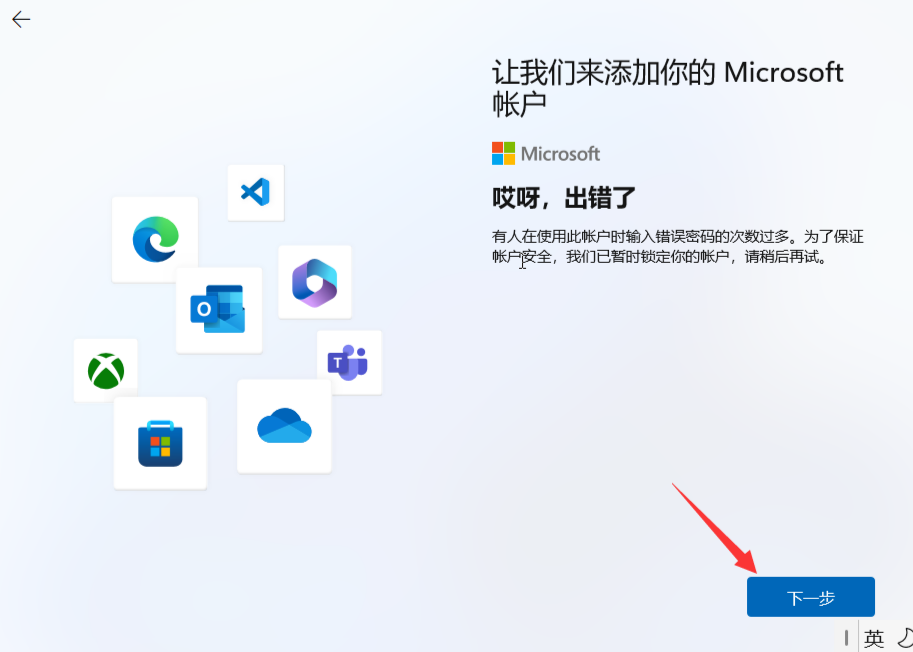 让我们来添加你的 Microsoft
帐户
Microsoft
哎呀，出错了
有人在使用此帐户时输入错误密码的次数过多。为了保证
帐户安全，我们已暂时锁定你的帐户，请稍后再试。
O
T
下一步
英